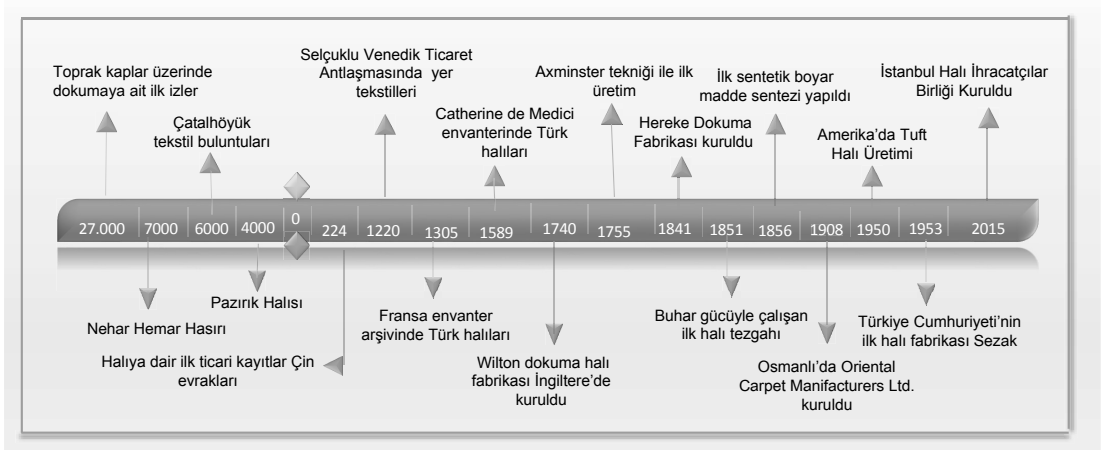 Toprak kaplar üzerinde
dokumaya ait ilk izler
Çatalhöyük
tekstil buluntuları
Selçuklu Venedik Ticaret
Antlaşmasında yer
tekstilleri
Catherine de Medici
envanterinde Türk
halıları
Axminster tekniği ile ilk
üretim
Hereke Dokuma
Fabrikası kuruldu
İlk sentetik boyar
madde sentezi yapıldı
Amerika’da Tuft
Halı Üretimi
İstanbul Halı İhracatçılar
Birliği Kuruldu
27.000 7000 6000 4000 0 224 1220 1305 1589 1740 1755 1841 1851 1856 1908 1950 1953 2015
Nehar Hemar Hasırı
Pazırık Halısı
Halıya dair ilk ticari kayıtlar Çin
evrakları
Fransa envanter
arşivinde Türk halıları
Wilton dokuma halı
fabrikası İngiltere’de
kuruldu
Buhar gücüyle çalışan
ilk halı tezgahı
Osmanlı’da Oriental
Carpet Manifacturers Ltd.
kuruldu
Türkiye Cumhuriyeti’nin
ilk halı fabrikası Sezak